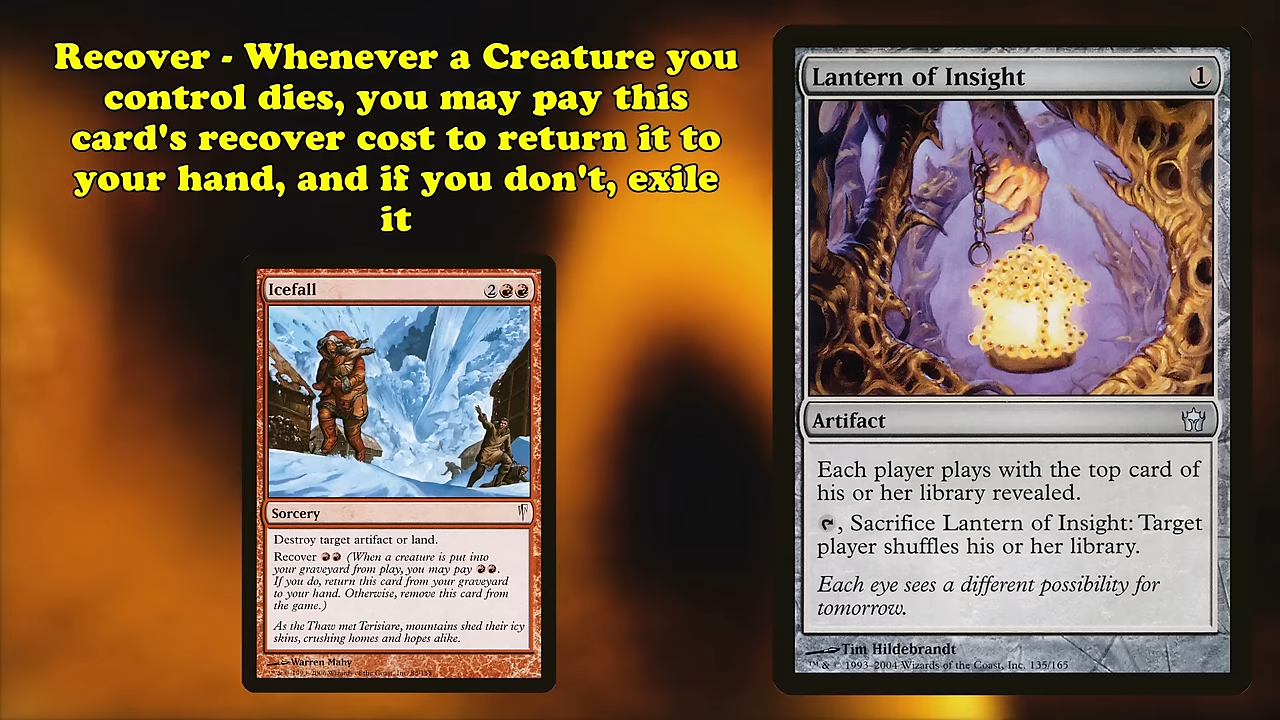 Recover - Whenever a Creature you
control dies, you may pay this
card's recover cost to return it to
your hand, and if you don't, exile
it
Icefall 2
Sorcery
Destroy target artifact or land.
Recover (When a creature is put into
your graveyard from play, you may pay .
If you do, return this card from your graveyard
to your hand. Otherwise, remove this card from
the game.)
As the Thaw met Terisiare, mountains shed their icy
skins, crushing homes and hopes alike.
Warren Mahy
Wizards of the Coast, Inc.
Lantern of Insight 1
Artifact
Each player plays with the top card of
his or her library revealed.
, Sacrifice Lantern of Insight: Target
player shuffles his or her library.
Each eye sees a different possibility for
tomorrow.
Tim Hildebrandt
™ & © 1993-2004 Wizards of the Coast, Inc. 135/165